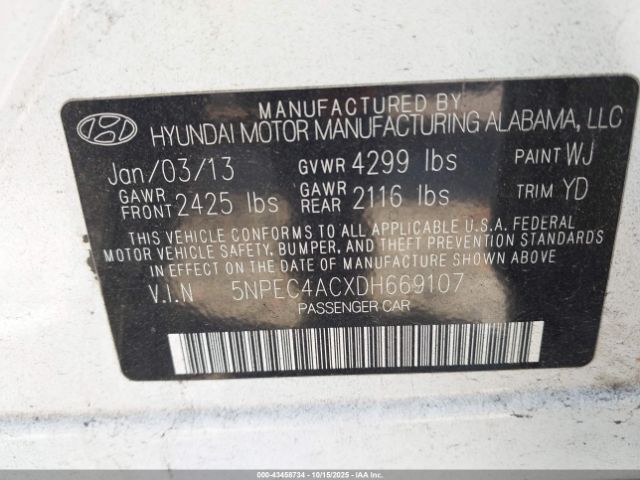 MANUFACTURED BY
HYUNDAI MOTOR MANUFACTURING ALABAMA, LLC
Jan/03/13 GVWR 4299 lbs PAINT WJ
GAWR FRONT 2425 lbs GAWR REAR 2116 lbs TRIM YD
THIS VEHICLE CONFORMS TO ALL APPLICABLE U.S.A. FEDERAL
MOTOR VEHICLE SAFETY, BUMPER, AND THEFT PREVENTION STANDARDS
IN EFFECT ON THE DATE OF MANUFACTURE SHOWN ABOVE.
V.I.N 5NPEC4ACXDH669107
PASSENGER CAR
000-43458734 - 10/15/2025 - COPYRIGHT IAA, LLC.